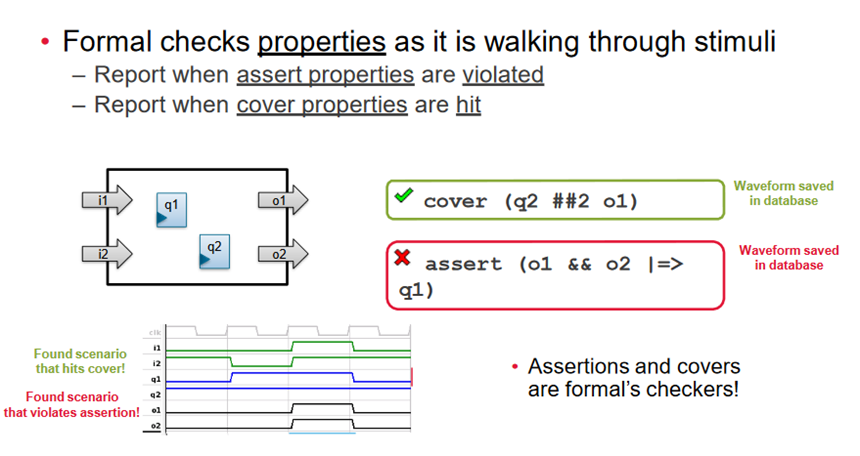 • Formal checks properties as it is walking through stimuli
– Report when assert properties are violated
– Report when cover properties are hit
i1
q1
o1
i2
q2
o2
cover (q2 ##2 o1)
Waveform saved
in database
assert (o1 && o2 |=>
q1)
Waveform saved
in database
Found scenario
that hits cover!
Found scenario
that violates assertion!
clk
i1
i2
q1
q2
o1
o2
• Assertions and covers
are formal's checkers!